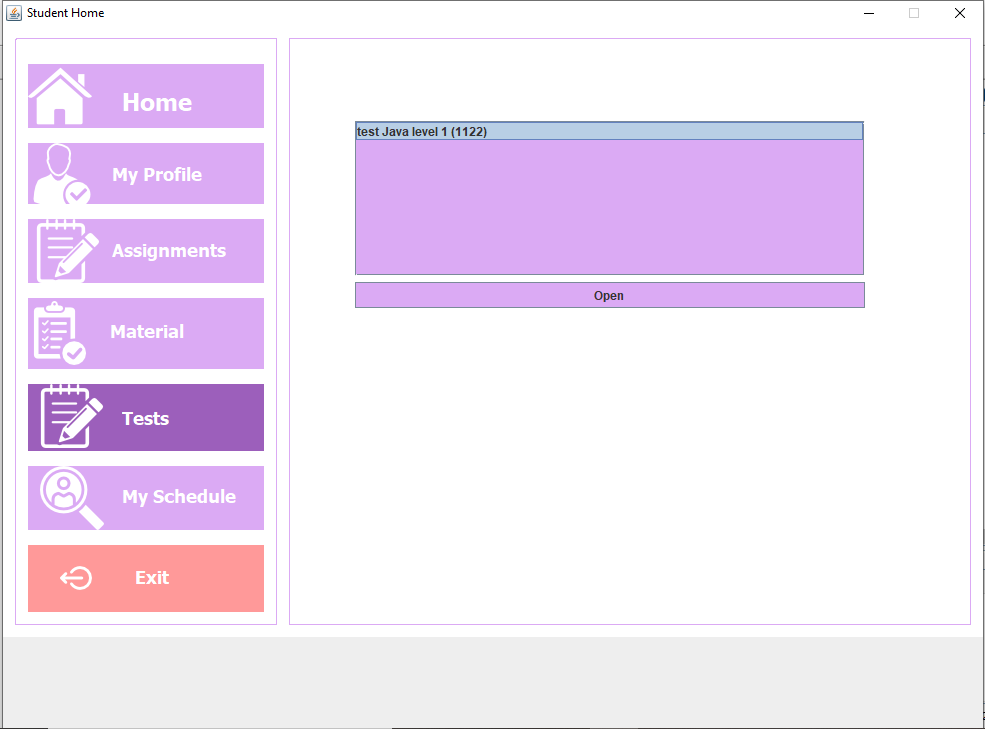 Student Home
Home
My Profile
Assignments
Material
Tests
My Schedule
Exit
test Java level 1 (1122)
Open